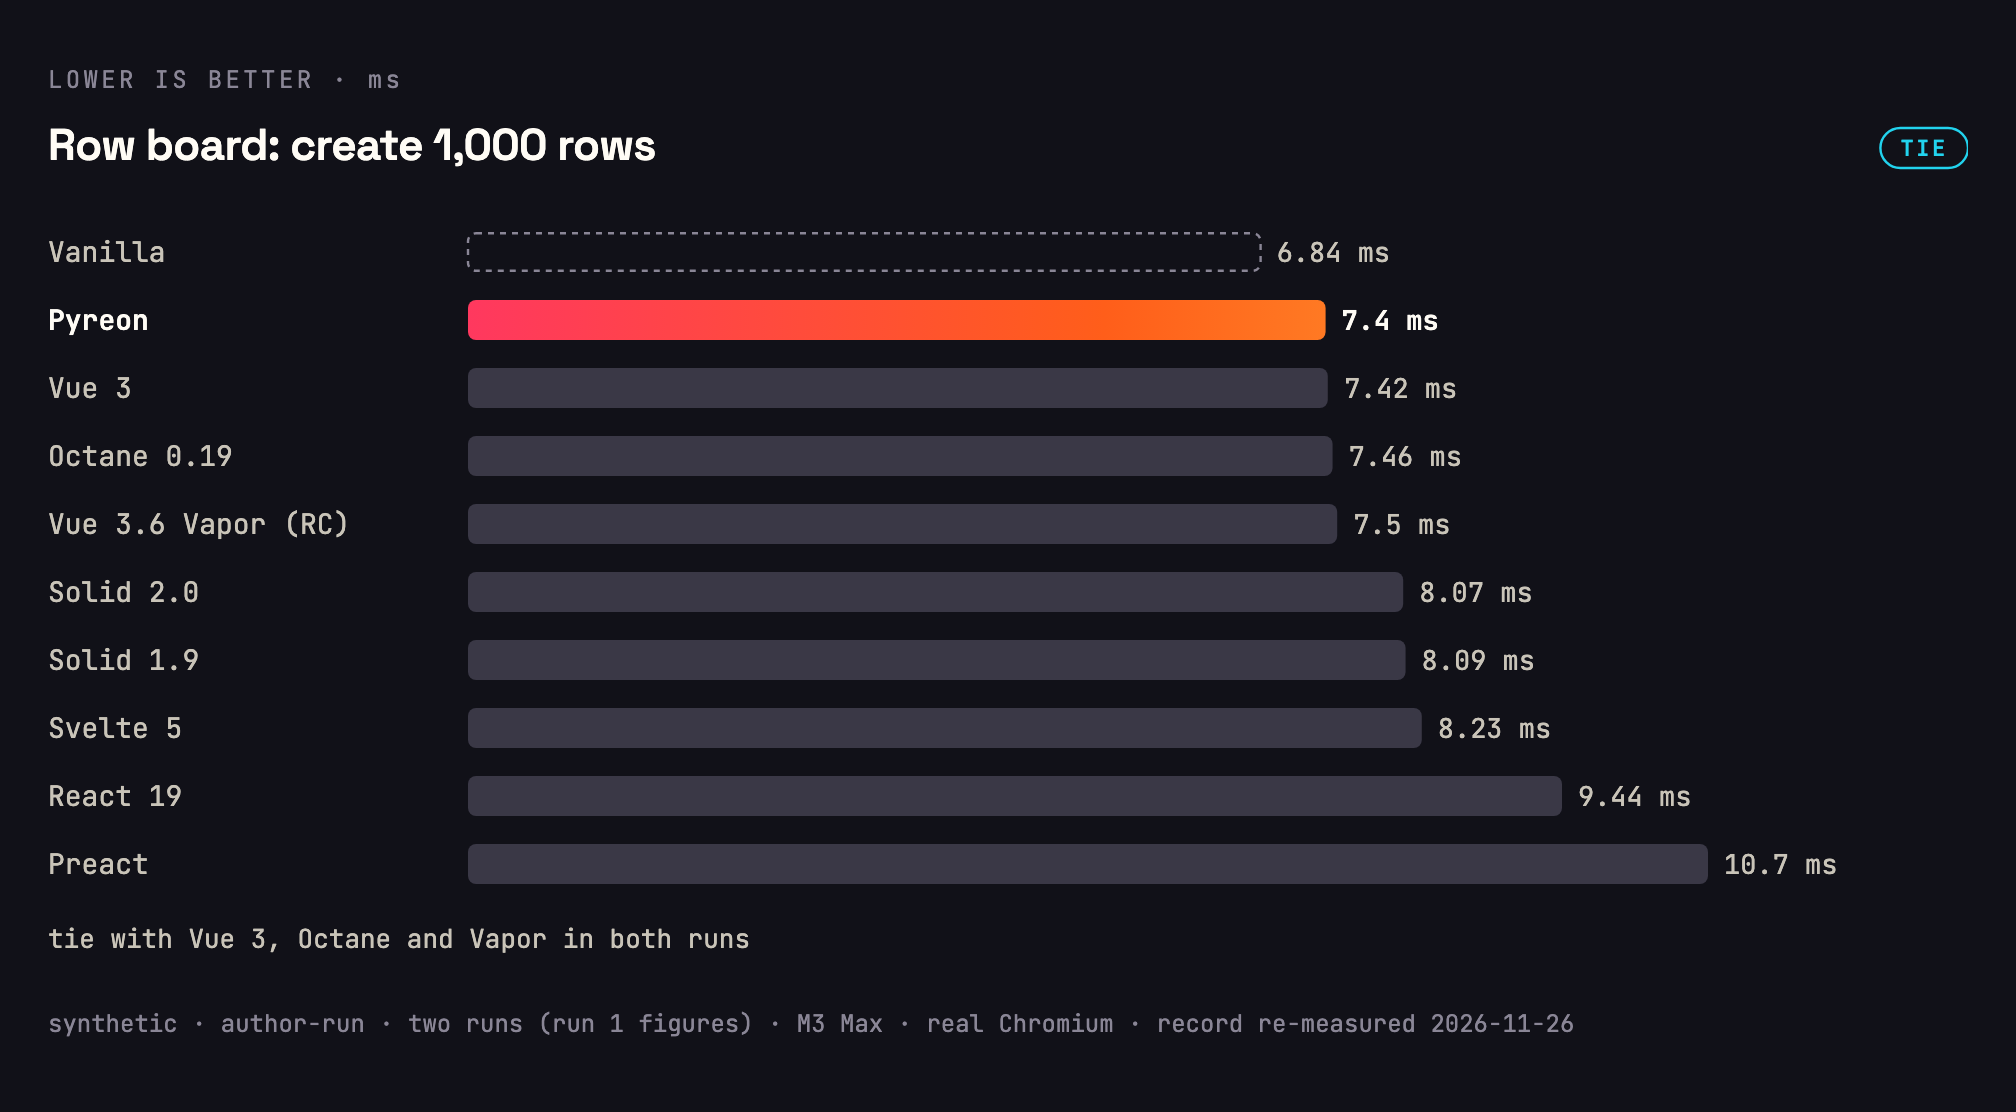 LOWER IS BETTER · ms
Row board: create 1,000 rows
TIE
Vanilla 6.84 ms
Pyreon 7.4 ms
Vue 3 7.42 ms
Octane 0.19 7.46 ms
Vue 3.6 Vapor (RC) 7.5 ms
Solid 2.0 8.07 ms
Solid 1.9 8.09 ms
Svelte 5 8.23 ms
React 19 9.44 ms
Preact 10.7 ms
tie with Vue 3, Octane and Vapor in both runs
synthetic · author-run · two runs (run 1 figures) · M3 Max · real Chromium · record re-measured 2026-11-26